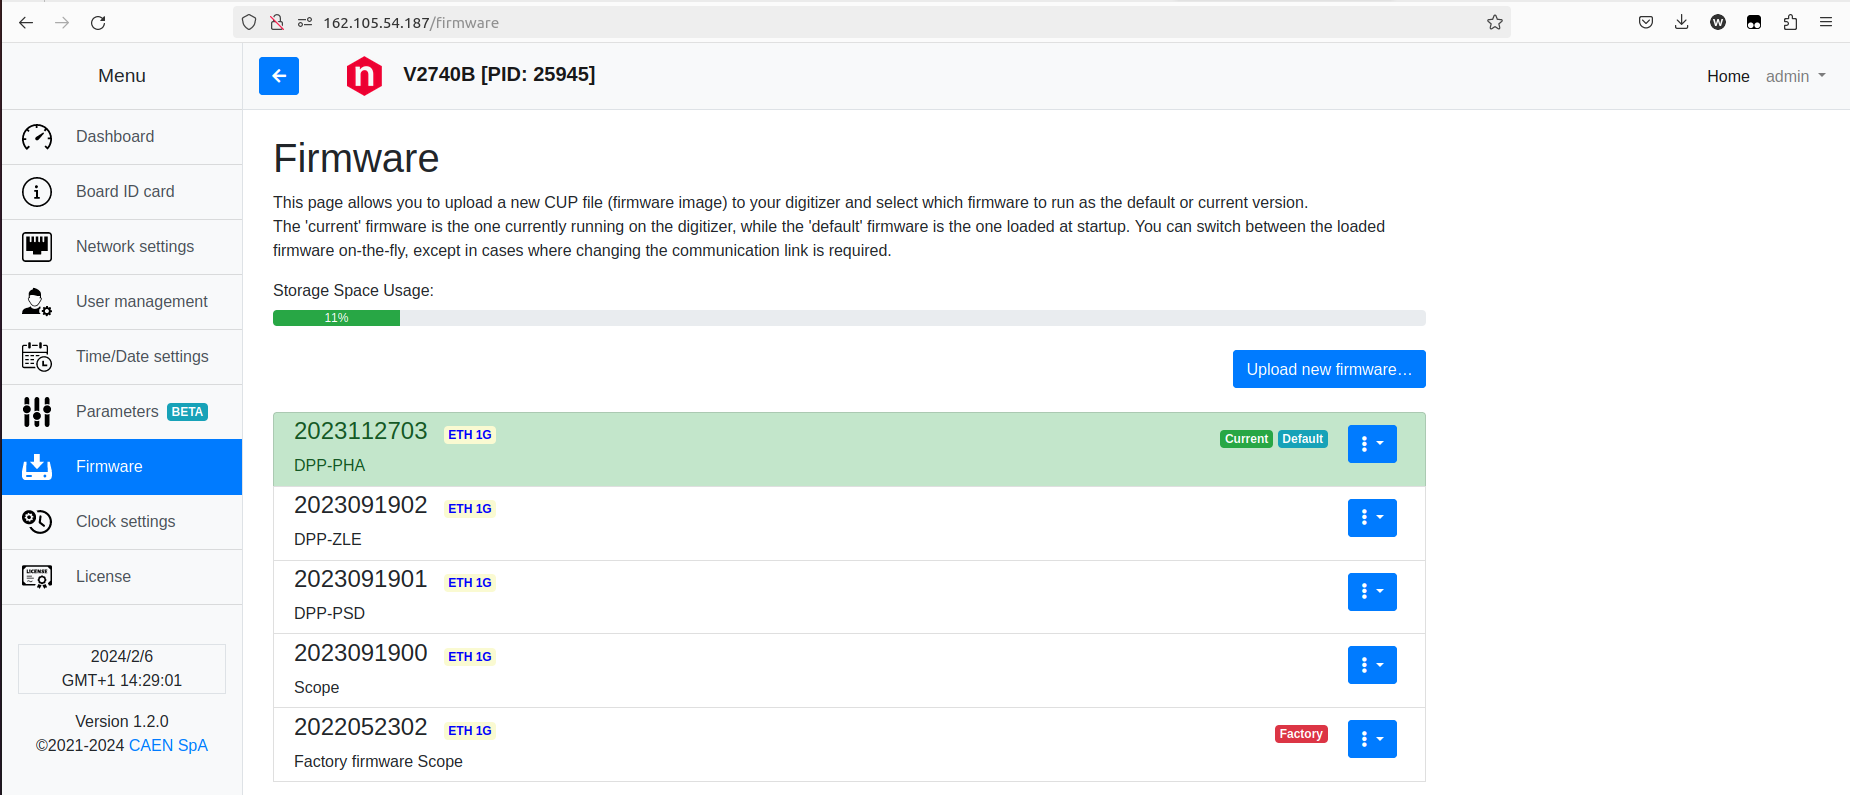 162.105.54.187/firmware
Menu
V2740B [PID: 25945]
Home
admin
Dashboard
Board ID card
Network settings
User management
Time/Date settings
Parameters BETA
Firmware
Clock settings
License
2024/2/6
GMT+1 14:29:01
Version 1.2.0
©2021-2024 CAEN SpA
Firmware
This page allows you to upload a new CUP file (firmware image) to your digitizer and select which firmware to run as the default or current version.
The 'current' firmware is the one currently running on the digitizer, while the 'default' firmware is the one loaded at startup. You can switch between the loaded
firmware on-the-fly, except in cases where changing the communication link is required.
Storage Space Usage:
11%
Upload new firmware…
2023112703 ETH 1G Current Default
DPP-PHA
2023091902 ETH 1G
DPP-ZLE
2023091901 ETH 1G
DPP-PSD
2023091900 ETH 1G
Scope
2022052302 ETH 1G Factory
Factory firmware Scope